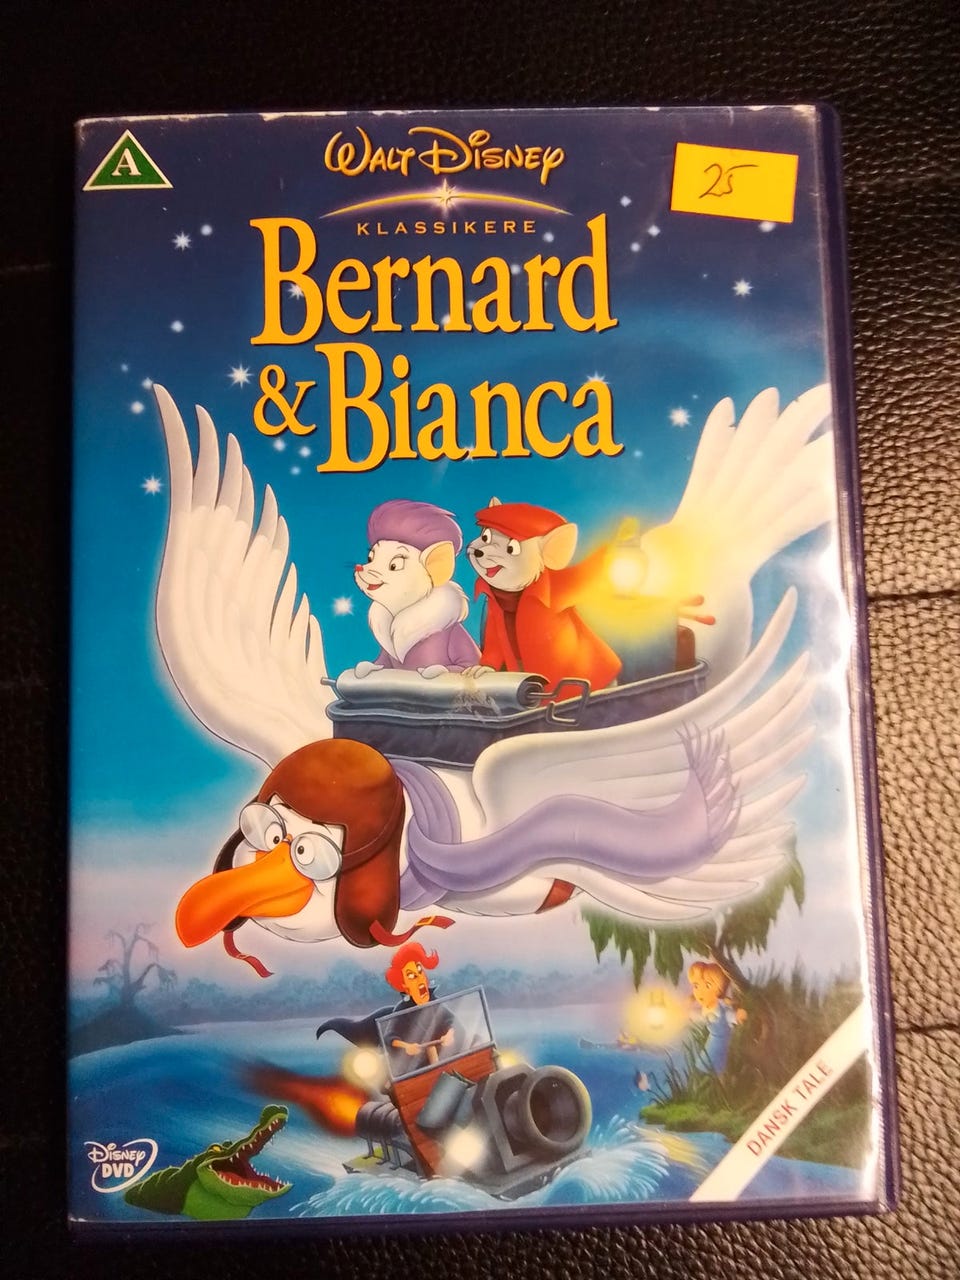 A
WALT DISNEY
KLASSIKERE
25
Bernard
& Bianca
DANSK TALE
DISNEY
DVD